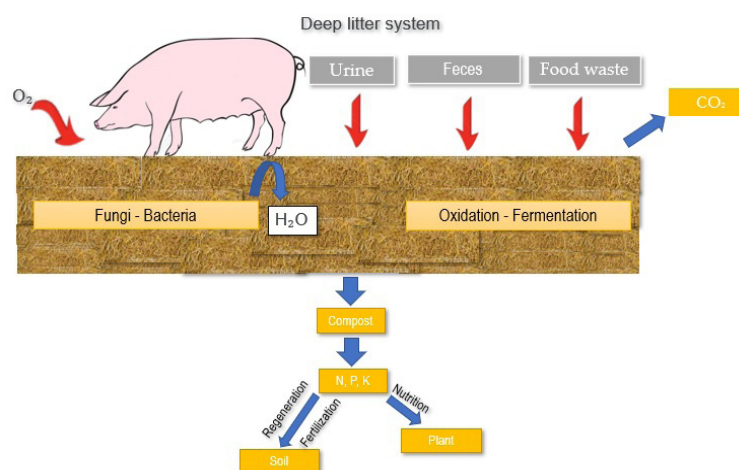 Deep litter system
O₂
Urine
Feces
Food waste
CO₂
Fungi - Bacteria
H₂O
Oxidation - Fermentation
Compost
N, P, K
Regeneration
Fertilization
Nutrition
Soil
Plant